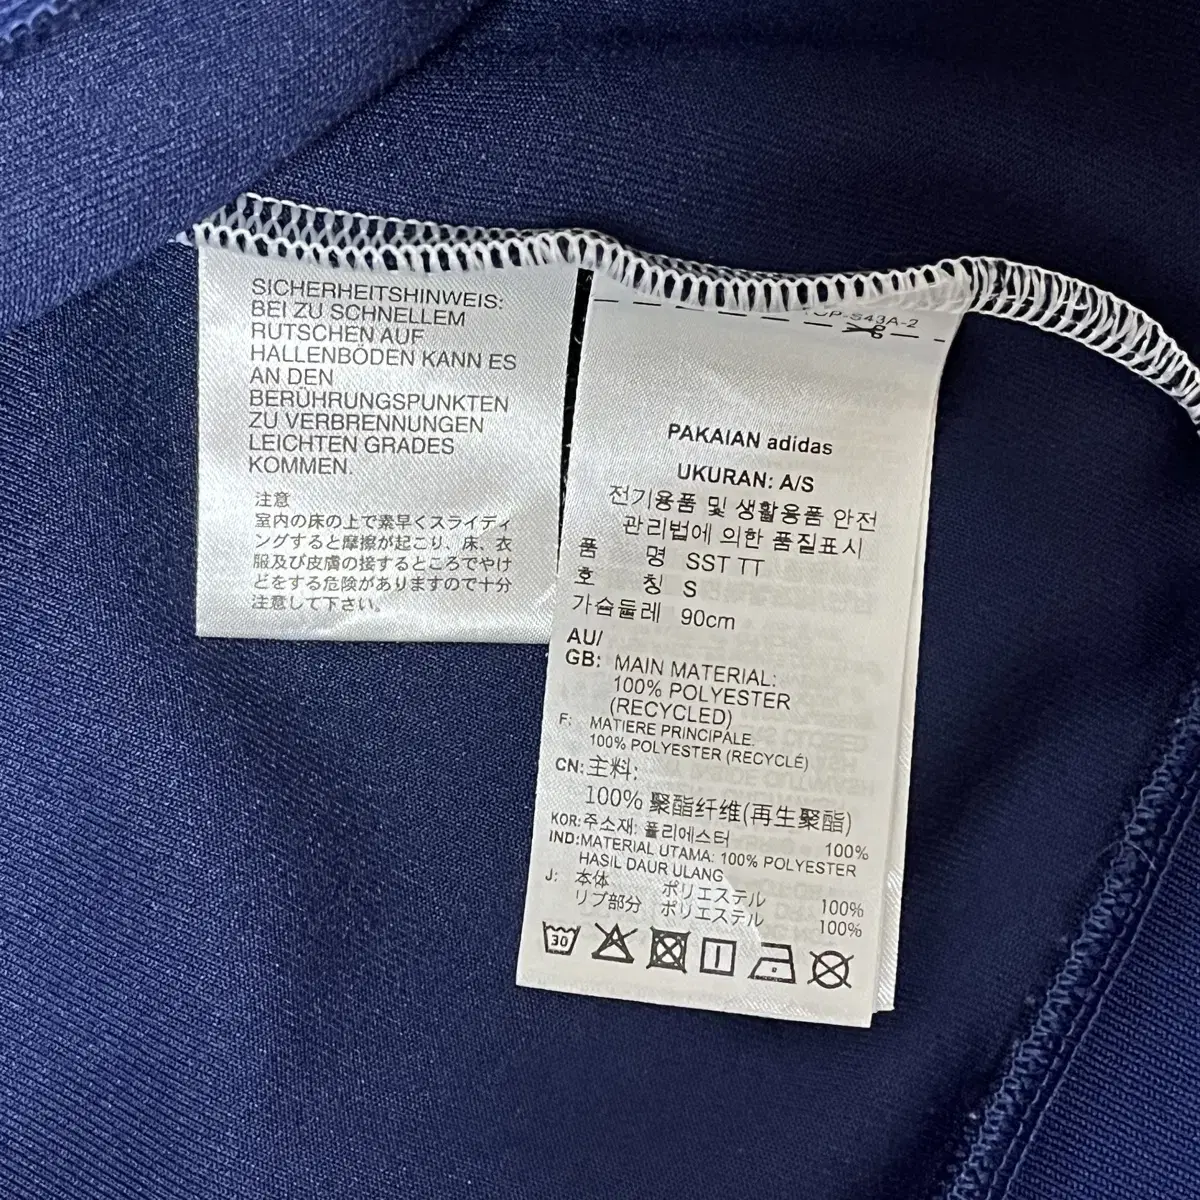 SICHERHEITSHINWEIS:
BEI ZU SCHNELLEM
RUTSCHEN AUF
HALLENBÖDEN KANN ES
AN DEN
BERÜHRUNGSPUNKTEN
ZU VERBRENNUNGEN
LEICHTEN GRADES
KOMMEN.
注意
室内の床の上で素早くスライディ
ングすると摩擦が起こり、床、衣
服及び皮膚の接するところでやけ
どをする危険がありますので十分
注意して下さい。
PAKAIAN adidas
UKURAN: A/S
전기용품 및 생활용품 안전
관리법에 의한 품질표시
품 명 SST TT
호 칭 S
가슴둘레 90cm
AU/
GB: MAIN MATERIAL:
100% POLYESTER
(RECYCLED)
F: MATIERE PRINCIPALE.
100% POLYESTER (RECYCLÉ)
CN: 主料:
100% 聚酯纤维(再生聚酯)
KOR: 주소재: 폴리에스터 100%
IND: MATERIAL UTAMA: 100% POLYESTER
HASIL DAUR ULANG
J: 本体 ポリエステル 100%
リブ部分 ポリエステル 100%
30